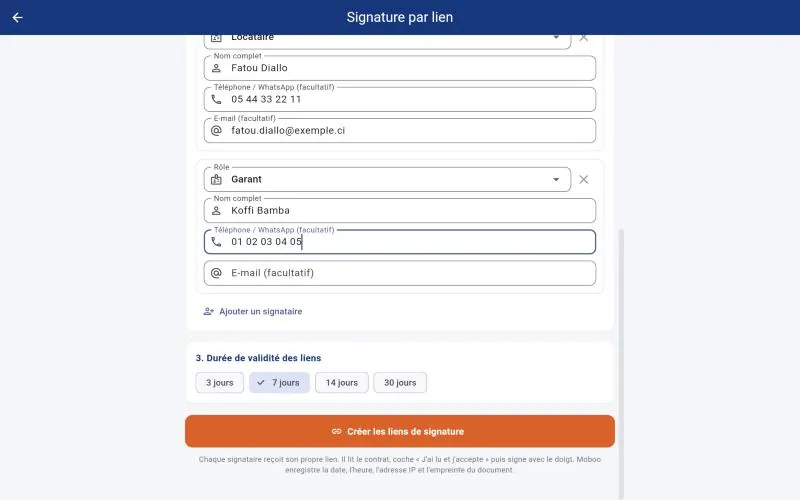 Signature par lien
Locataire
Nom complet
Fatou Diallo
Téléphone / WhatsApp (facultatif)
05 44 33 22 11
E-mail (facultatif)
fatou.diallo@exemple.ci
Rôle
Garant
Nom complet
Koffi Bamba
Téléphone / WhatsApp (facultatif)
01 02 03 04 05
E-mail (facultatif)
Ajouter un signataire
3. Durée de validité des liens
3 jours
7 jours
14 jours
30 jours
Créer les liens de signature
Chaque signataire reçoit son propre lien. Il lit le contrat, coche « J'ai lu et j'accepte » puis signe avec le doigt. Moboo
enregistre la date, l'heure, l'adresse IP et l'empreinte du document.